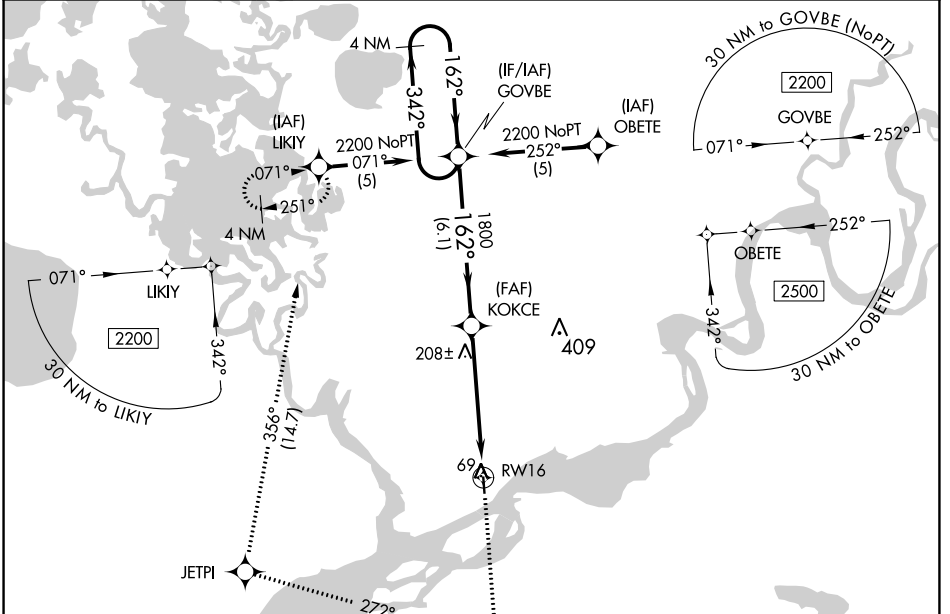 30 NM to GOVBE (NoPT)
2200
GOVBE
071°
252°
4 NM
162°
342°
(IF/IAF)
GOVBE
(IAF)
OBETE
2200 NoPT
252°
(5)
(IAF)
LIKIY
2200 NoPT
071°
(5)
071°
251°
4 NM
1800
162°
(6.1)
252°
OBETE
2500
342°
30 NM to OBETE
071°
LIKIY
2200
342°
30 NM to LIKIY
(FAF)
KOKCE
208±
409
356°
(14.7)
69
RW16
JETPI
272°